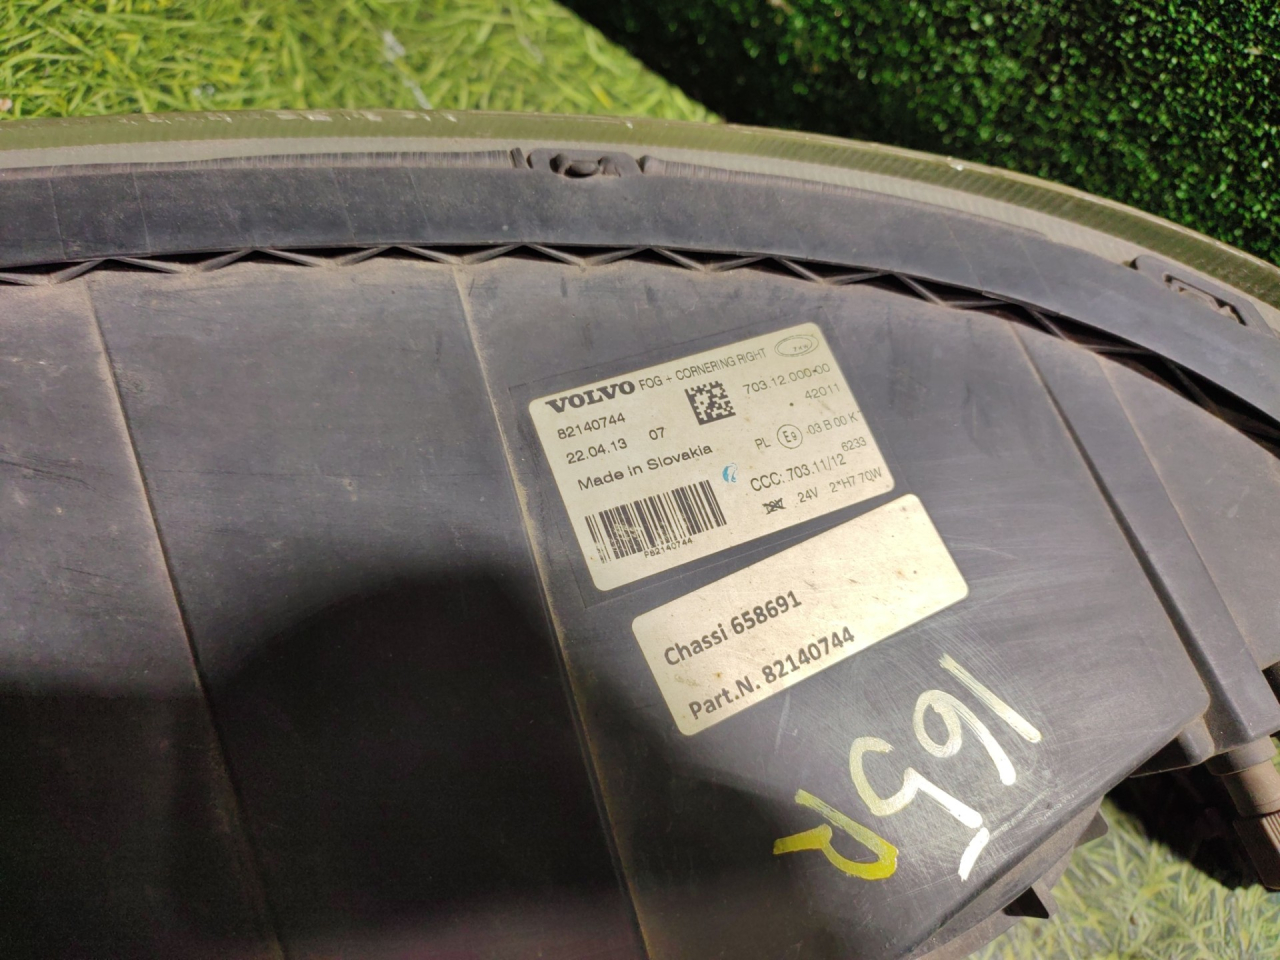 VOLVO FOG + CORNERING RIGHT
82140744 703.12.000-00
22.04.13 07 42011
Made in Slovakia PL E9 -03 B 00 K
6233
CCC: 703.11/12
24V 2*H7 70W
P82140744
Chassi 658691
Part.N. 82140744
165R